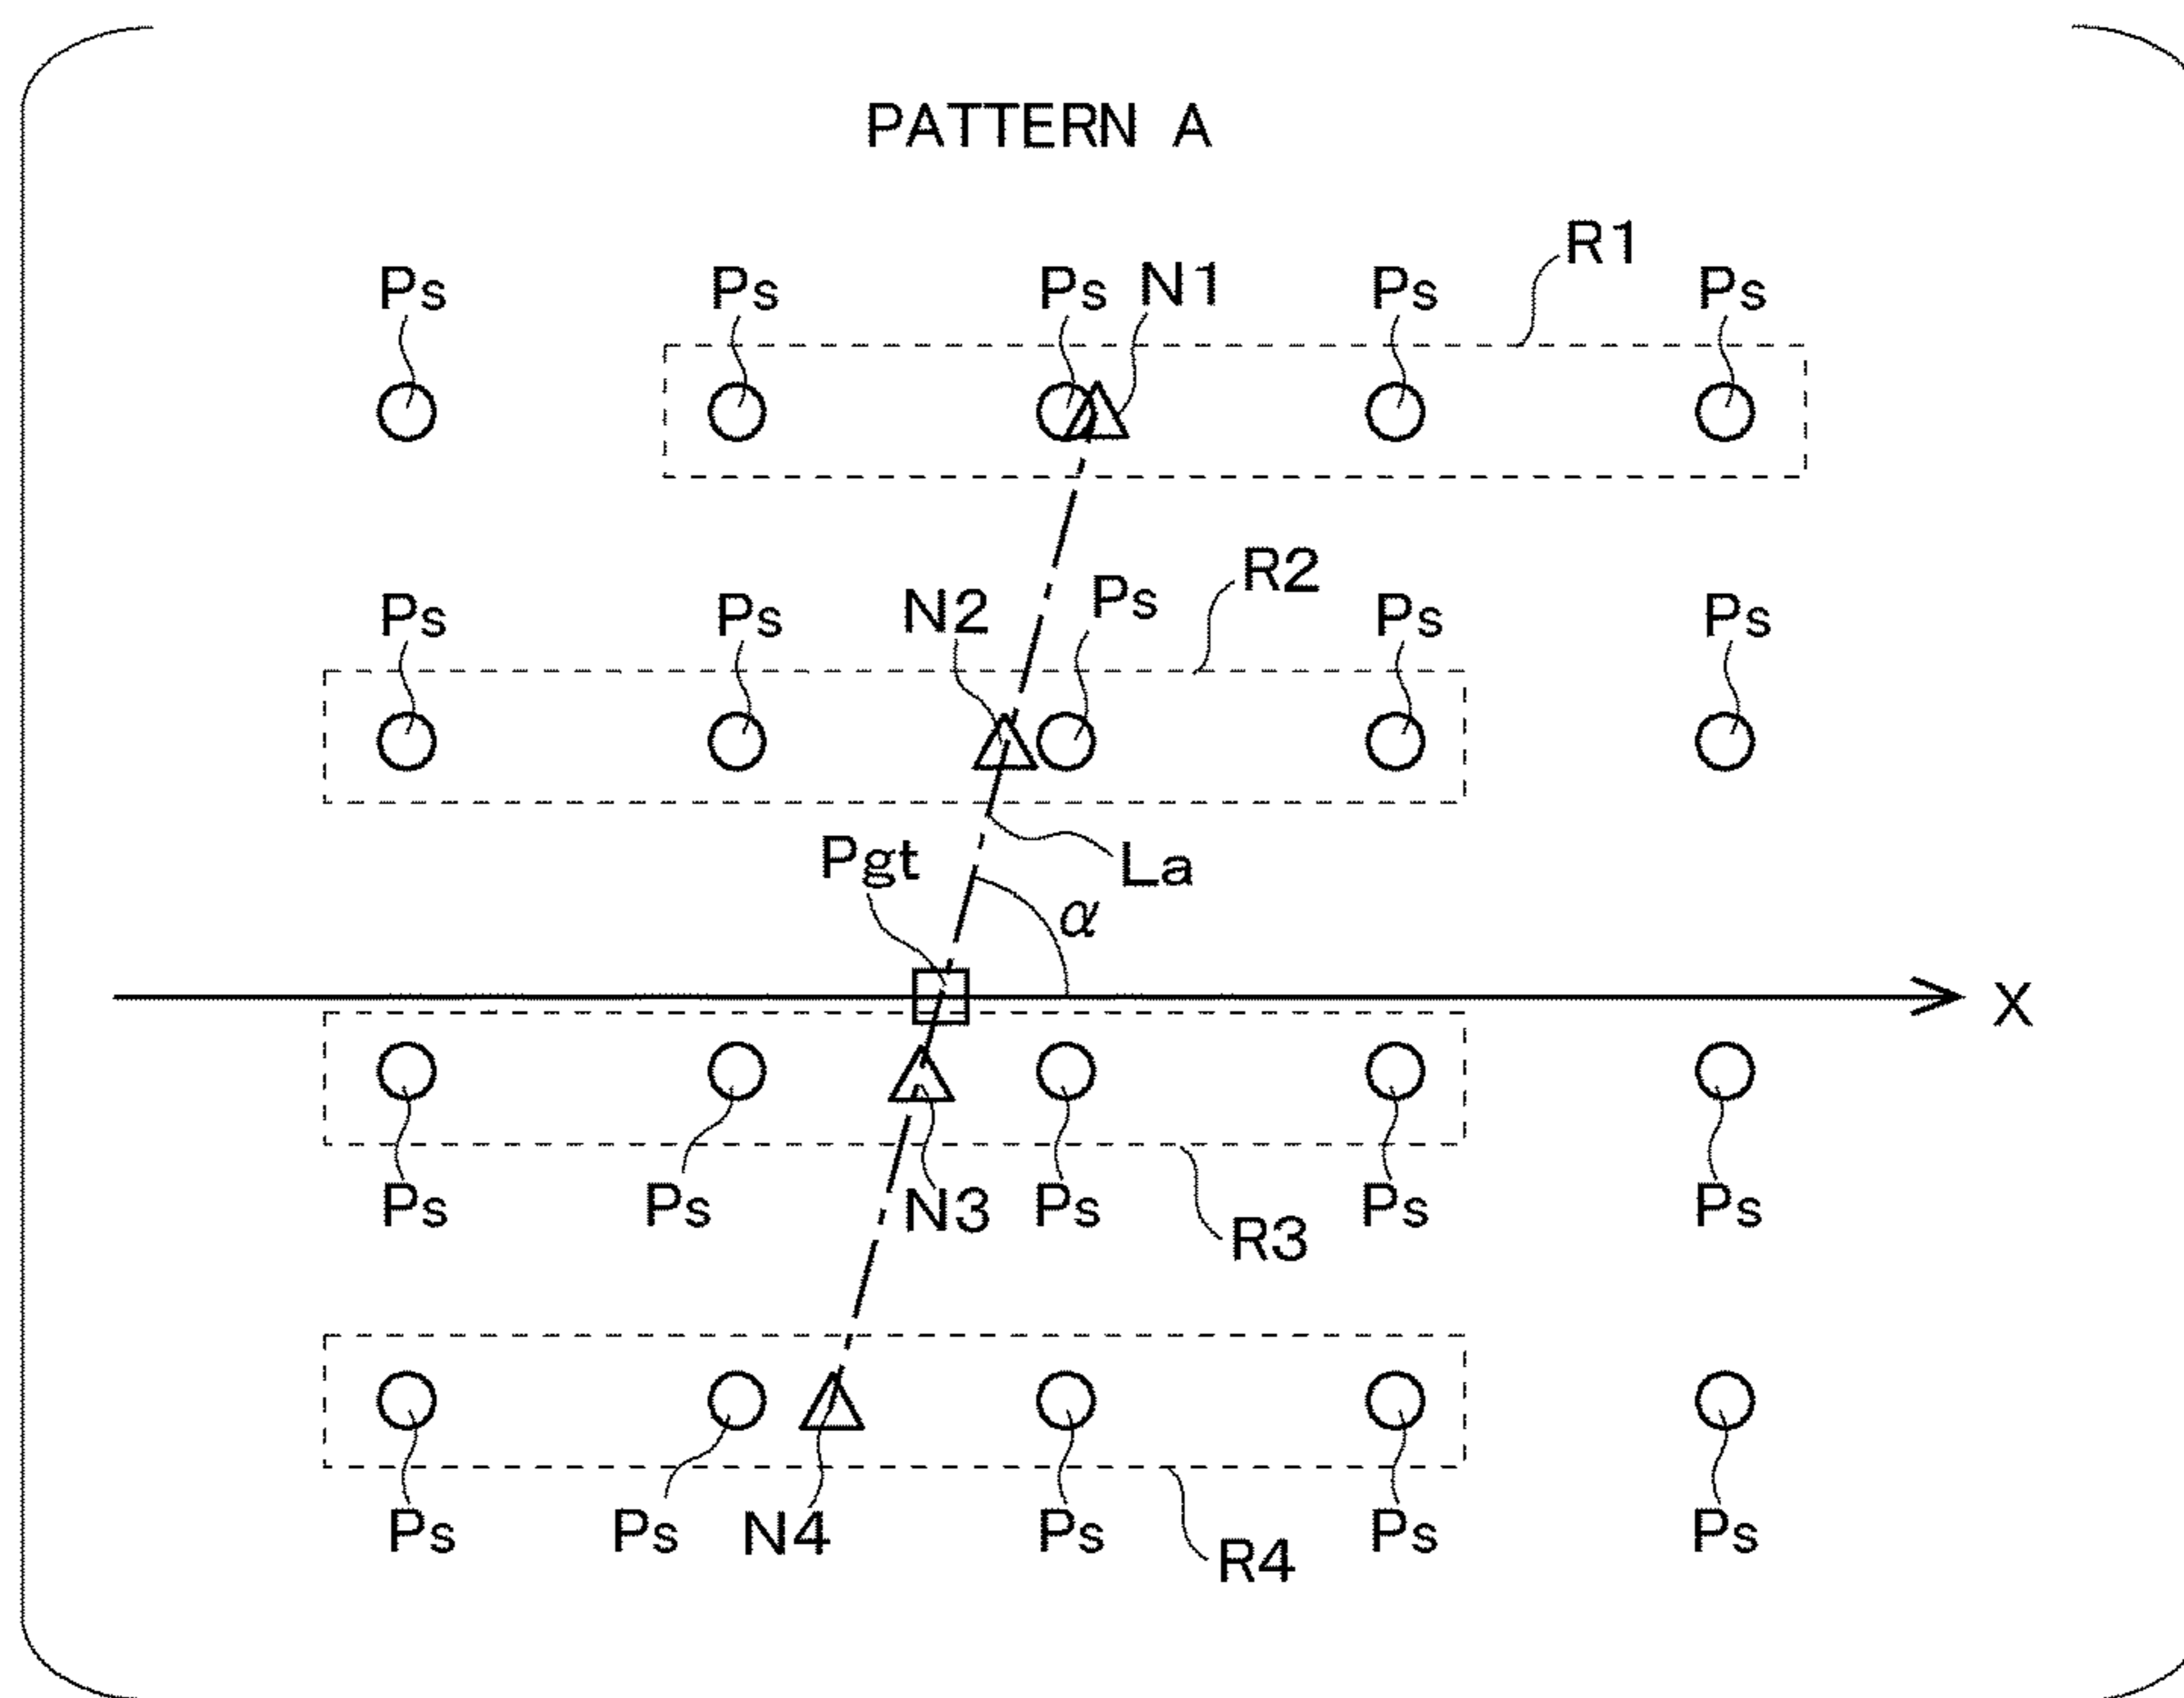 PATTERN A
R1
Ps Ps Ps N1 Ps Ps
R2
Ps Ps N2 Ps Ps Ps
Pgt La
α
X
Ps Ps N3 Ps Ps Ps
R3
Ps Ps N4 Ps Ps Ps
R4